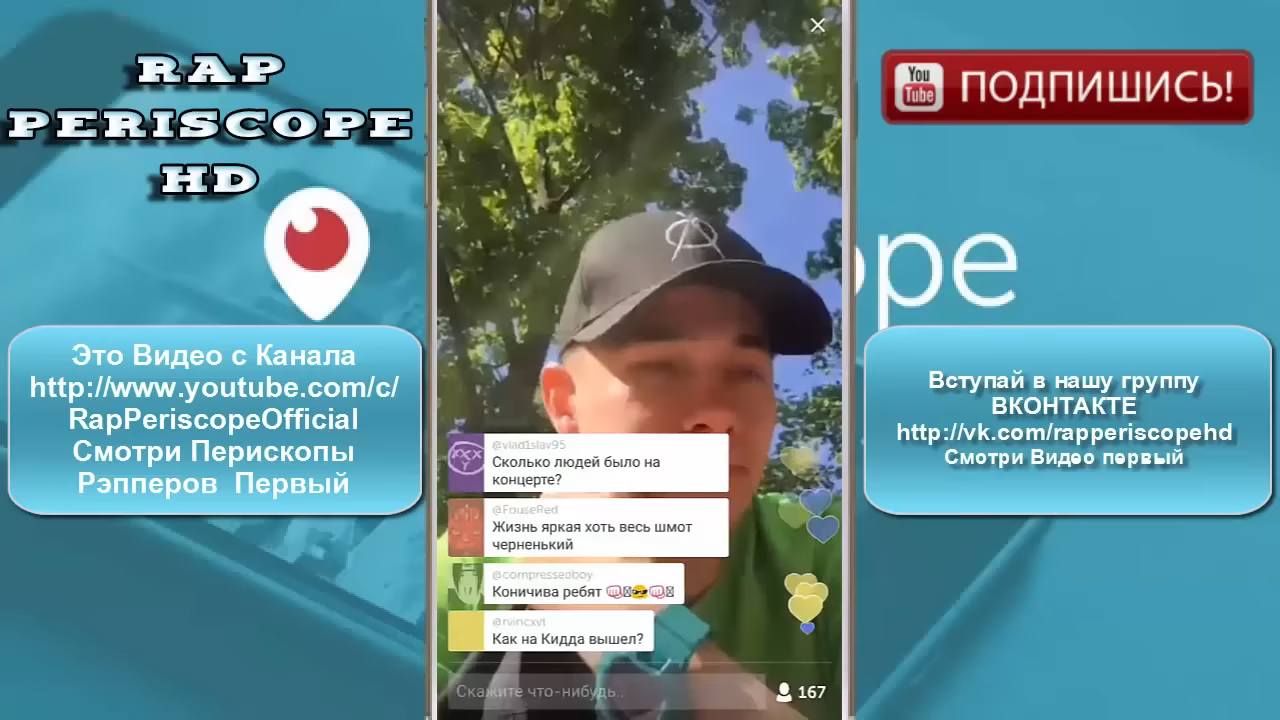 RAP
PERISCOPE
HD
Это Видео с Канала
http://www.youtube.com/c/
RapPeriscopeOfficial
Смотри Перископы
Рэпперов Первый
@vlad1slav95
Сколько людей было на
концерте?
@FouseRed
Жизнь яркая хоть весь шмот
черненький
@compressedboy
Коничива ребят
@rvincxvt
Как на Кидда вышел?
Скажите что-нибудь..
167
You
Tube
ПОДПИШИСЬ!
ope
Вступай в нашу группу
ВКОНТАКТЕ
http://vk.com/rapperiscopehd
Смотри Видео первый